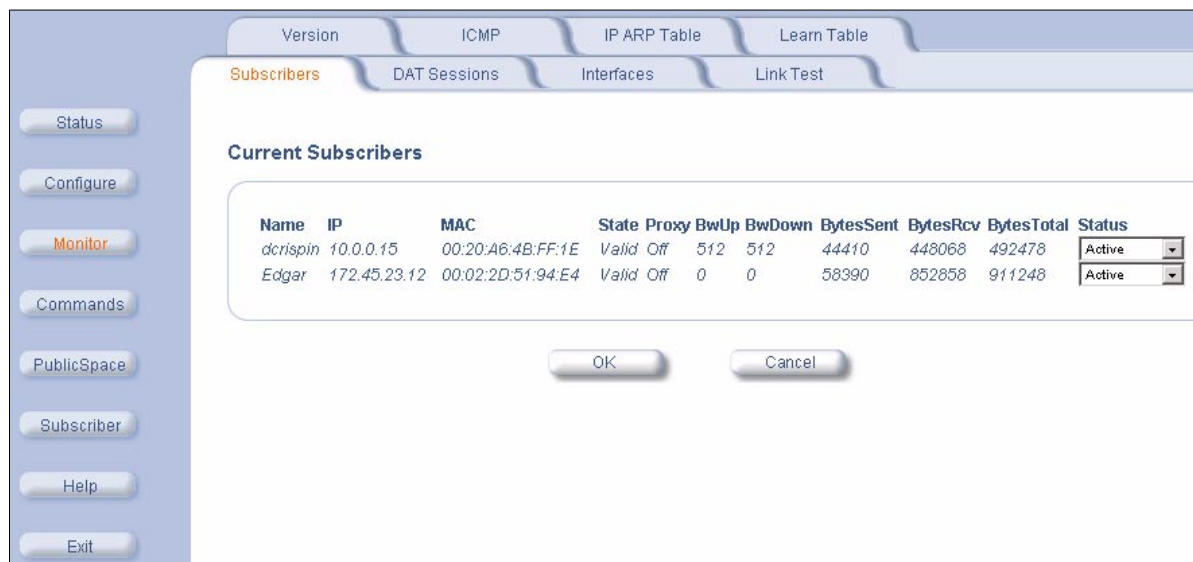 Version ICMP IP ARP Table Learn Table
Subscribers DAT Sessions Interfaces Link Test
Status
Configure
Monitor
Commands
PublicSpace
Subscriber
Help
Exit
Current Subscribers
Name IP MAC State Proxy BwUp BwDown BytesSent BytesRcv BytesTotal Status
dcrispin 10.0.0.15 00:20:A6:4B:FF:1E Valid Off 512 512 44410 448068 492478 Active
Edgar 172.45.23.12 00:02:2D:51:94:E4 Valid Off 0 0 58390 852858 911248 Active
OK Cancel